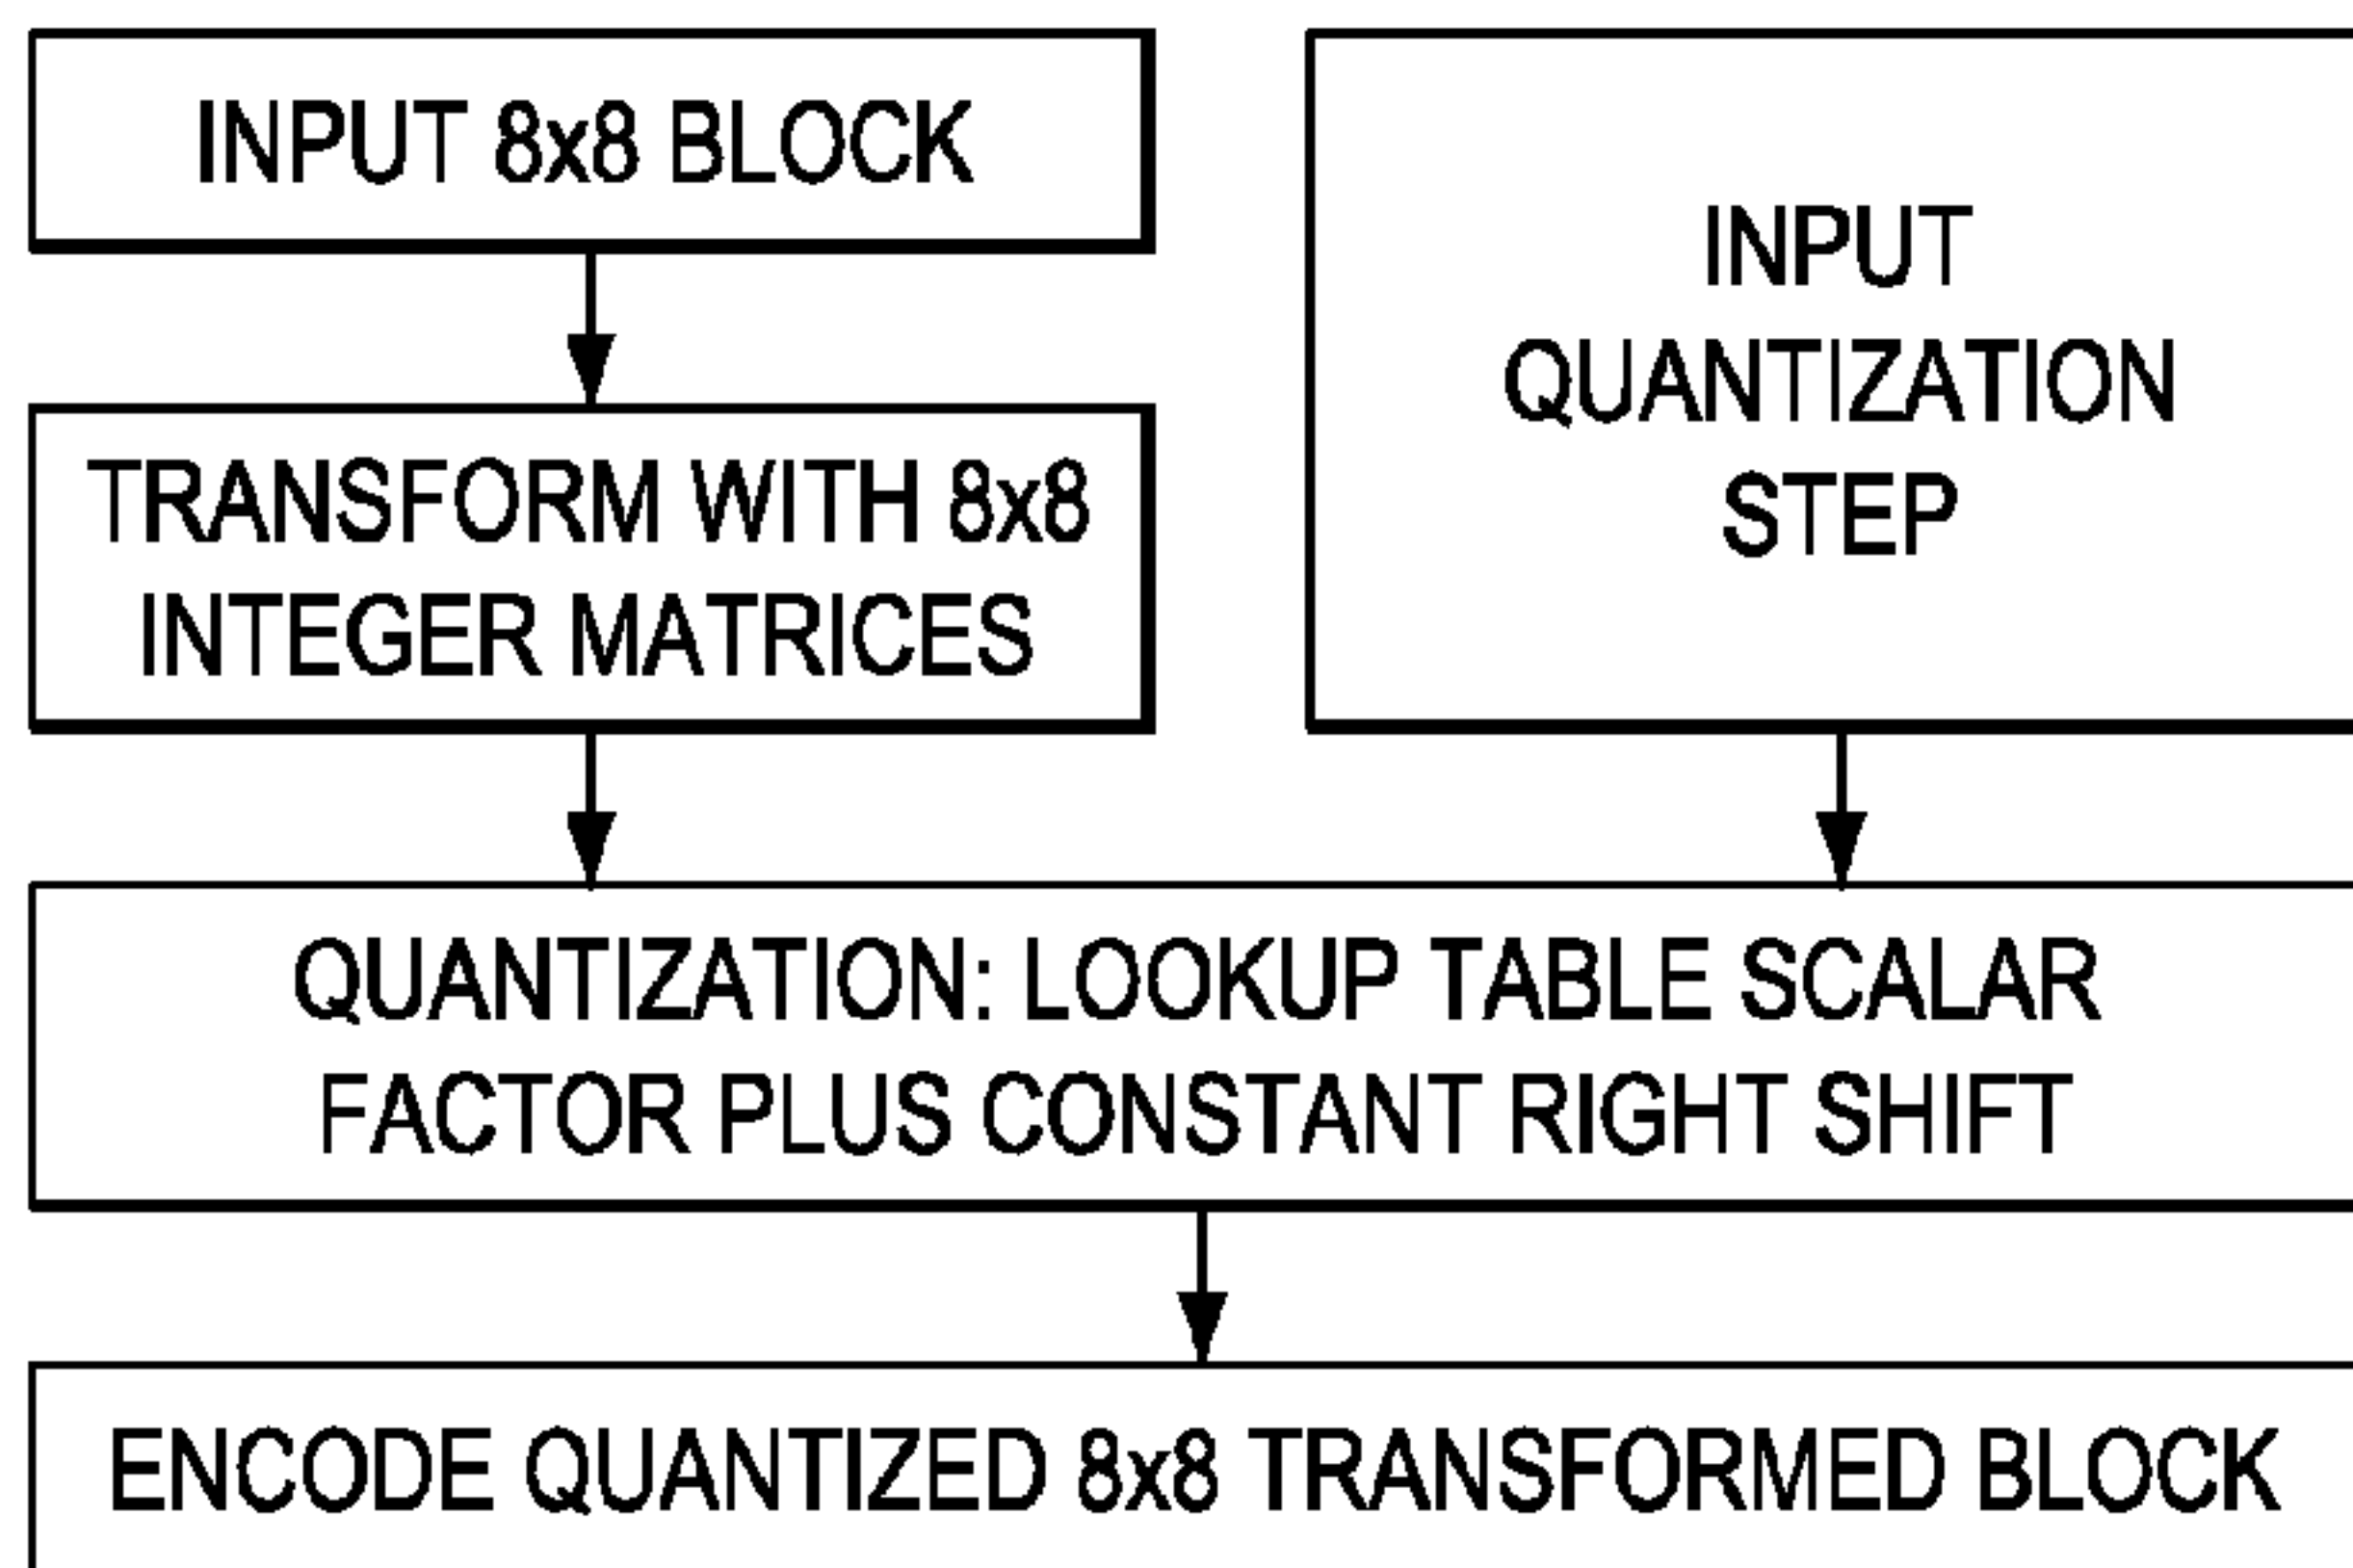 INPUT 8x8 BLOCK
TRANSFORM WITH 8x8
INTEGER MATRICES
INPUT
QUANTIZATION
STEP
QUANTIZATION: LOOKUP TABLE SCALAR
FACTOR PLUS CONSTANT RIGHT SHIFT
ENCODE QUANTIZED 8x8 TRANSFORMED BLOCK